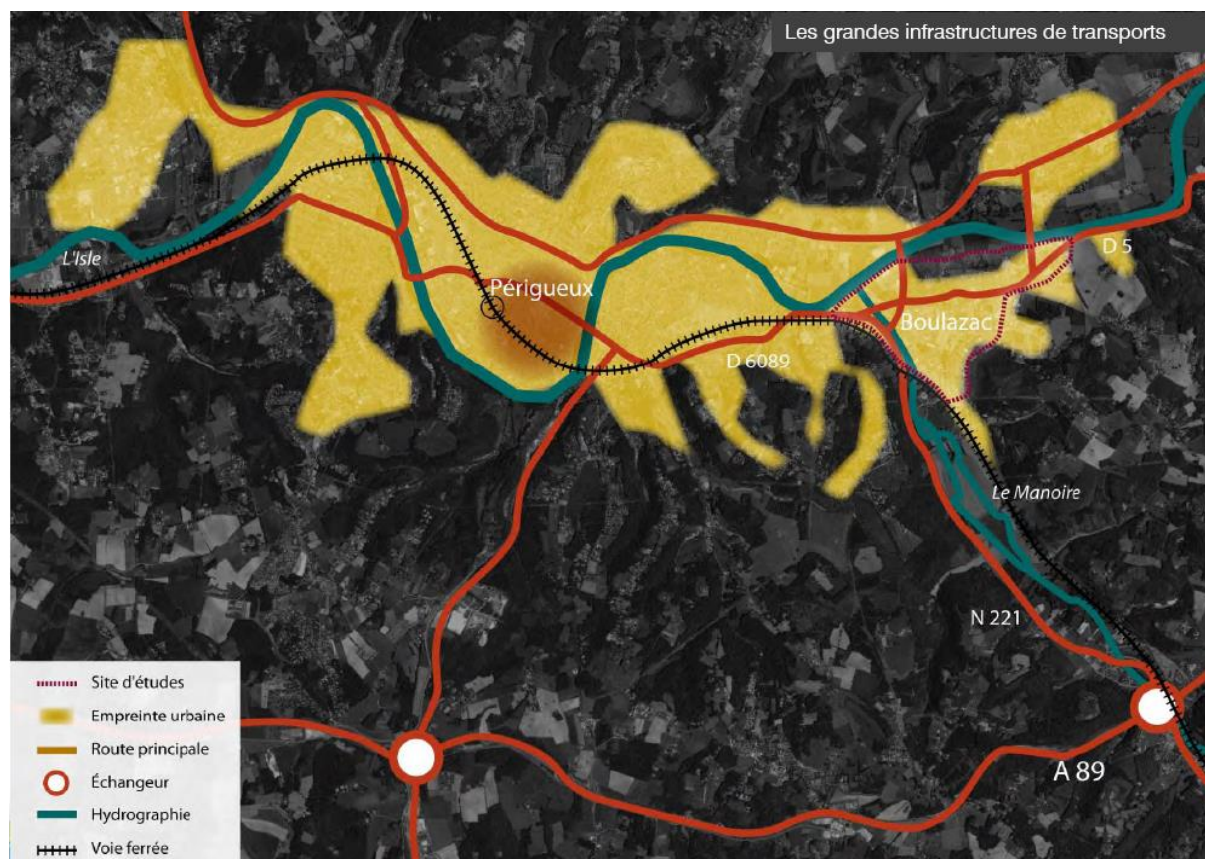 Les grandes infrastructures de transports
L'Isle
D 5
Périgueux
Boulazac
D 6089
Le Manoire
N 221
A 89
Site d'études
Empreinte urbaine
Route principale
Échangeur
Hydrographie
Voie ferrée